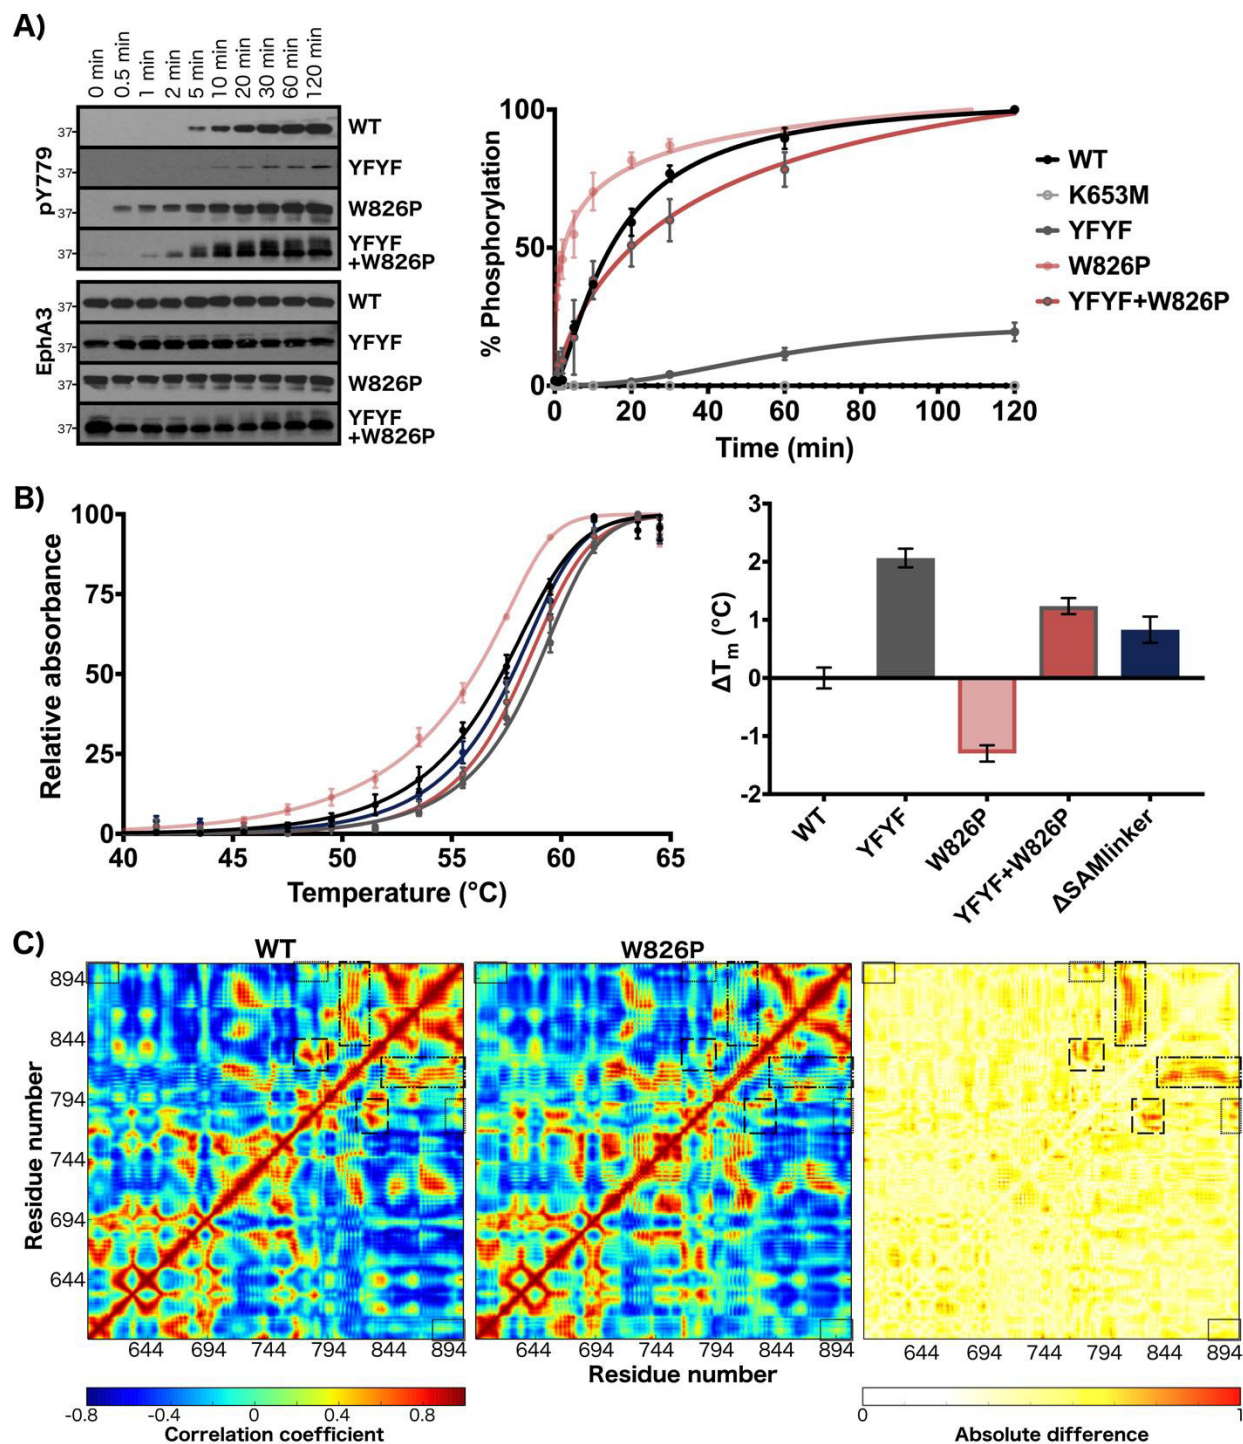 A)
0 min
0.5 min
1 min
2 min
5 min
10 min
20 min
30 min
60 min
120 min
pY779
37
WT
37
YFYF
37
W826P
37
YFYF
+W826P
EphA3
37
WT
37
YFYF
37
W826P
37
YFYF
+W826P
% Phosphorylation
100
50
0
0 20 40 60 80 100 120
Time (min)
WT
K653M
YFYF
W826P
YFYF+W826P
B)
Relative absorbance
100
75
50
25
0
40 45 50 55 60 65
Temperature (°C)
ΔTm (°C)
3
2
1
0
-1
-2
WT
YFYF
W826P
YFYF+W826P
ΔSAMlinker
C)
WT
W826P
Residue number
894
844
794
744
694
644
644 694 744 794 844 894
644 694 744 794 844 894
644 694 744 794 844 894
Residue number
-0.8 -0.4 0 0.4 0.8
Correlation coefficient
0 1
Absolute difference